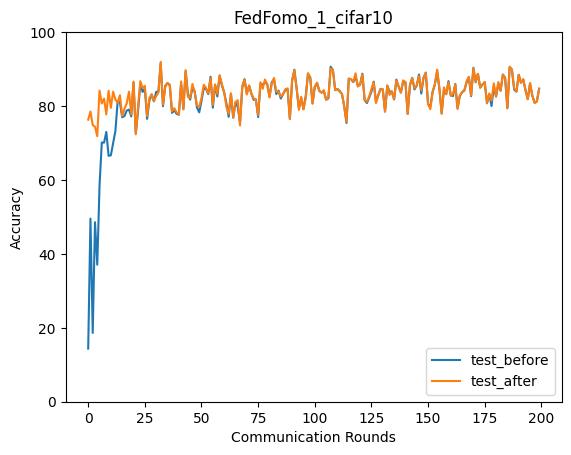 FedFomo_1_cifar10
100
80
60
40
20
0
Accuracy
0 25 50 75 100 125 150 175 200
Communication Rounds
test_before
test_after